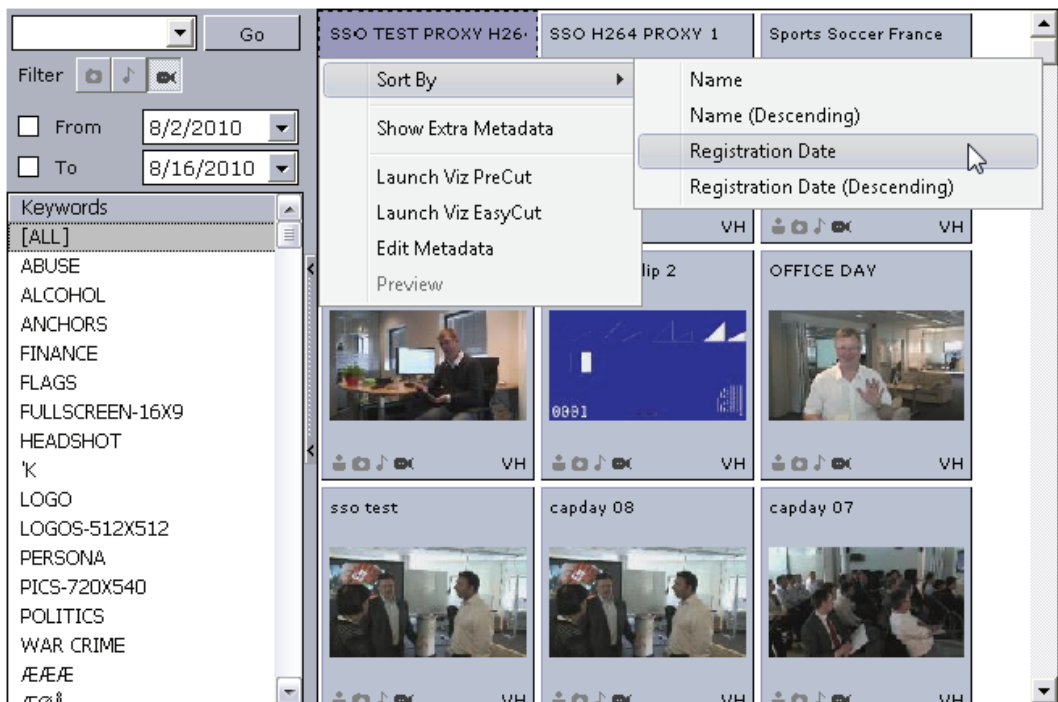 Go
Filter
From 8/2/2010
To 8/16/2010
Keywords
[ALL]
ABUSE
ALCOHOL
ANCHORS
FINANCE
FLAGS
FULLSCREEN-16X9
HEADSHOT
'K
LOGO
LOGOS-512X512
PERSONA
PICS-720X540
POLITICS
WAR CRIME
ÆÆÆ
ÆØÅ
SSO TEST PROXY H26
SSO H264 PROXY 1
Sports Soccer France
Sort By
Show Extra Metadata
Launch Viz PreCut
Launch Viz EasyCut
Edit Metadata
Preview
Name
Name (Descending)
Registration Date
Registration Date (Descending)
VH
VH
lip 2
OFFICE DAY
0001
VH
VH
VH
sso test
capday 08
capday 07
VH
VH
VH